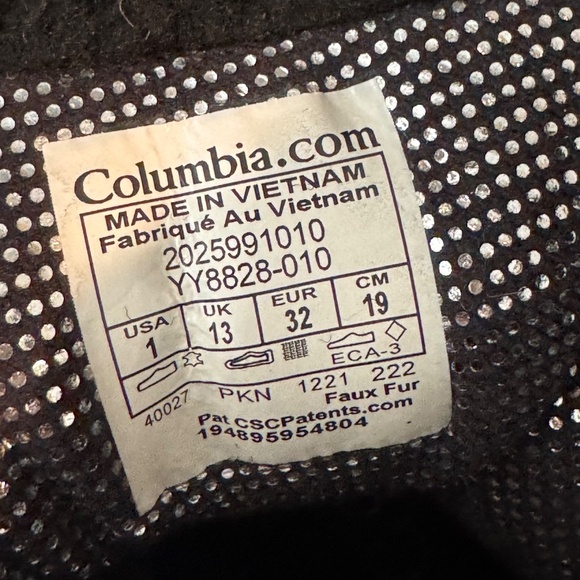 Columbia.com
MADE IN VIETNAM
Fabriqué Au Vietnam
2025991010
YY8828-010
USA UK EUR CM
1 13 32 19
ECA-3
40027 PKN 1221 222
Faux Fur
Pat CSCPatents.com
194895954804